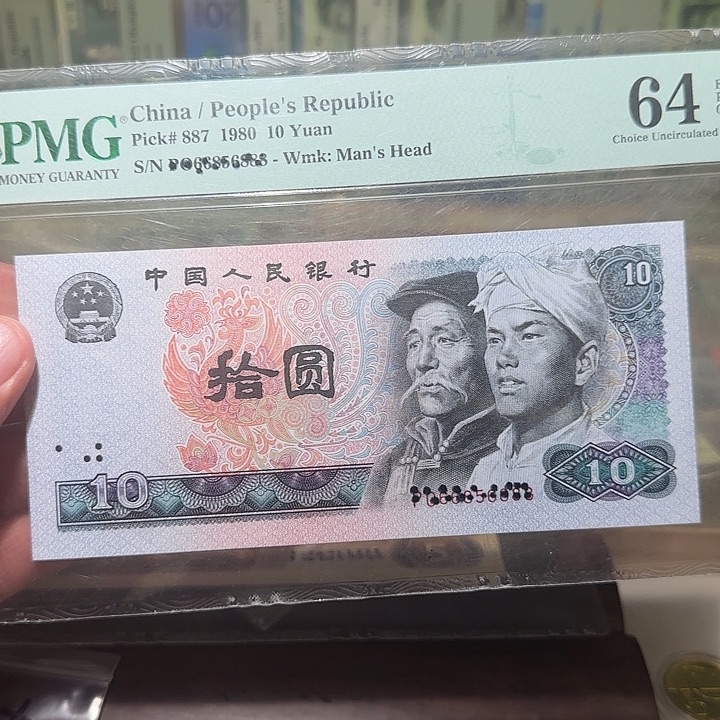 PMG
MONEY GUARANTY
China / People's Republic
Pick# 887 1980 10 Yuan
S/N - Wmk: Man's Head
64
Choice Uncirculated
中国人民银行
10
拾圆
10
10